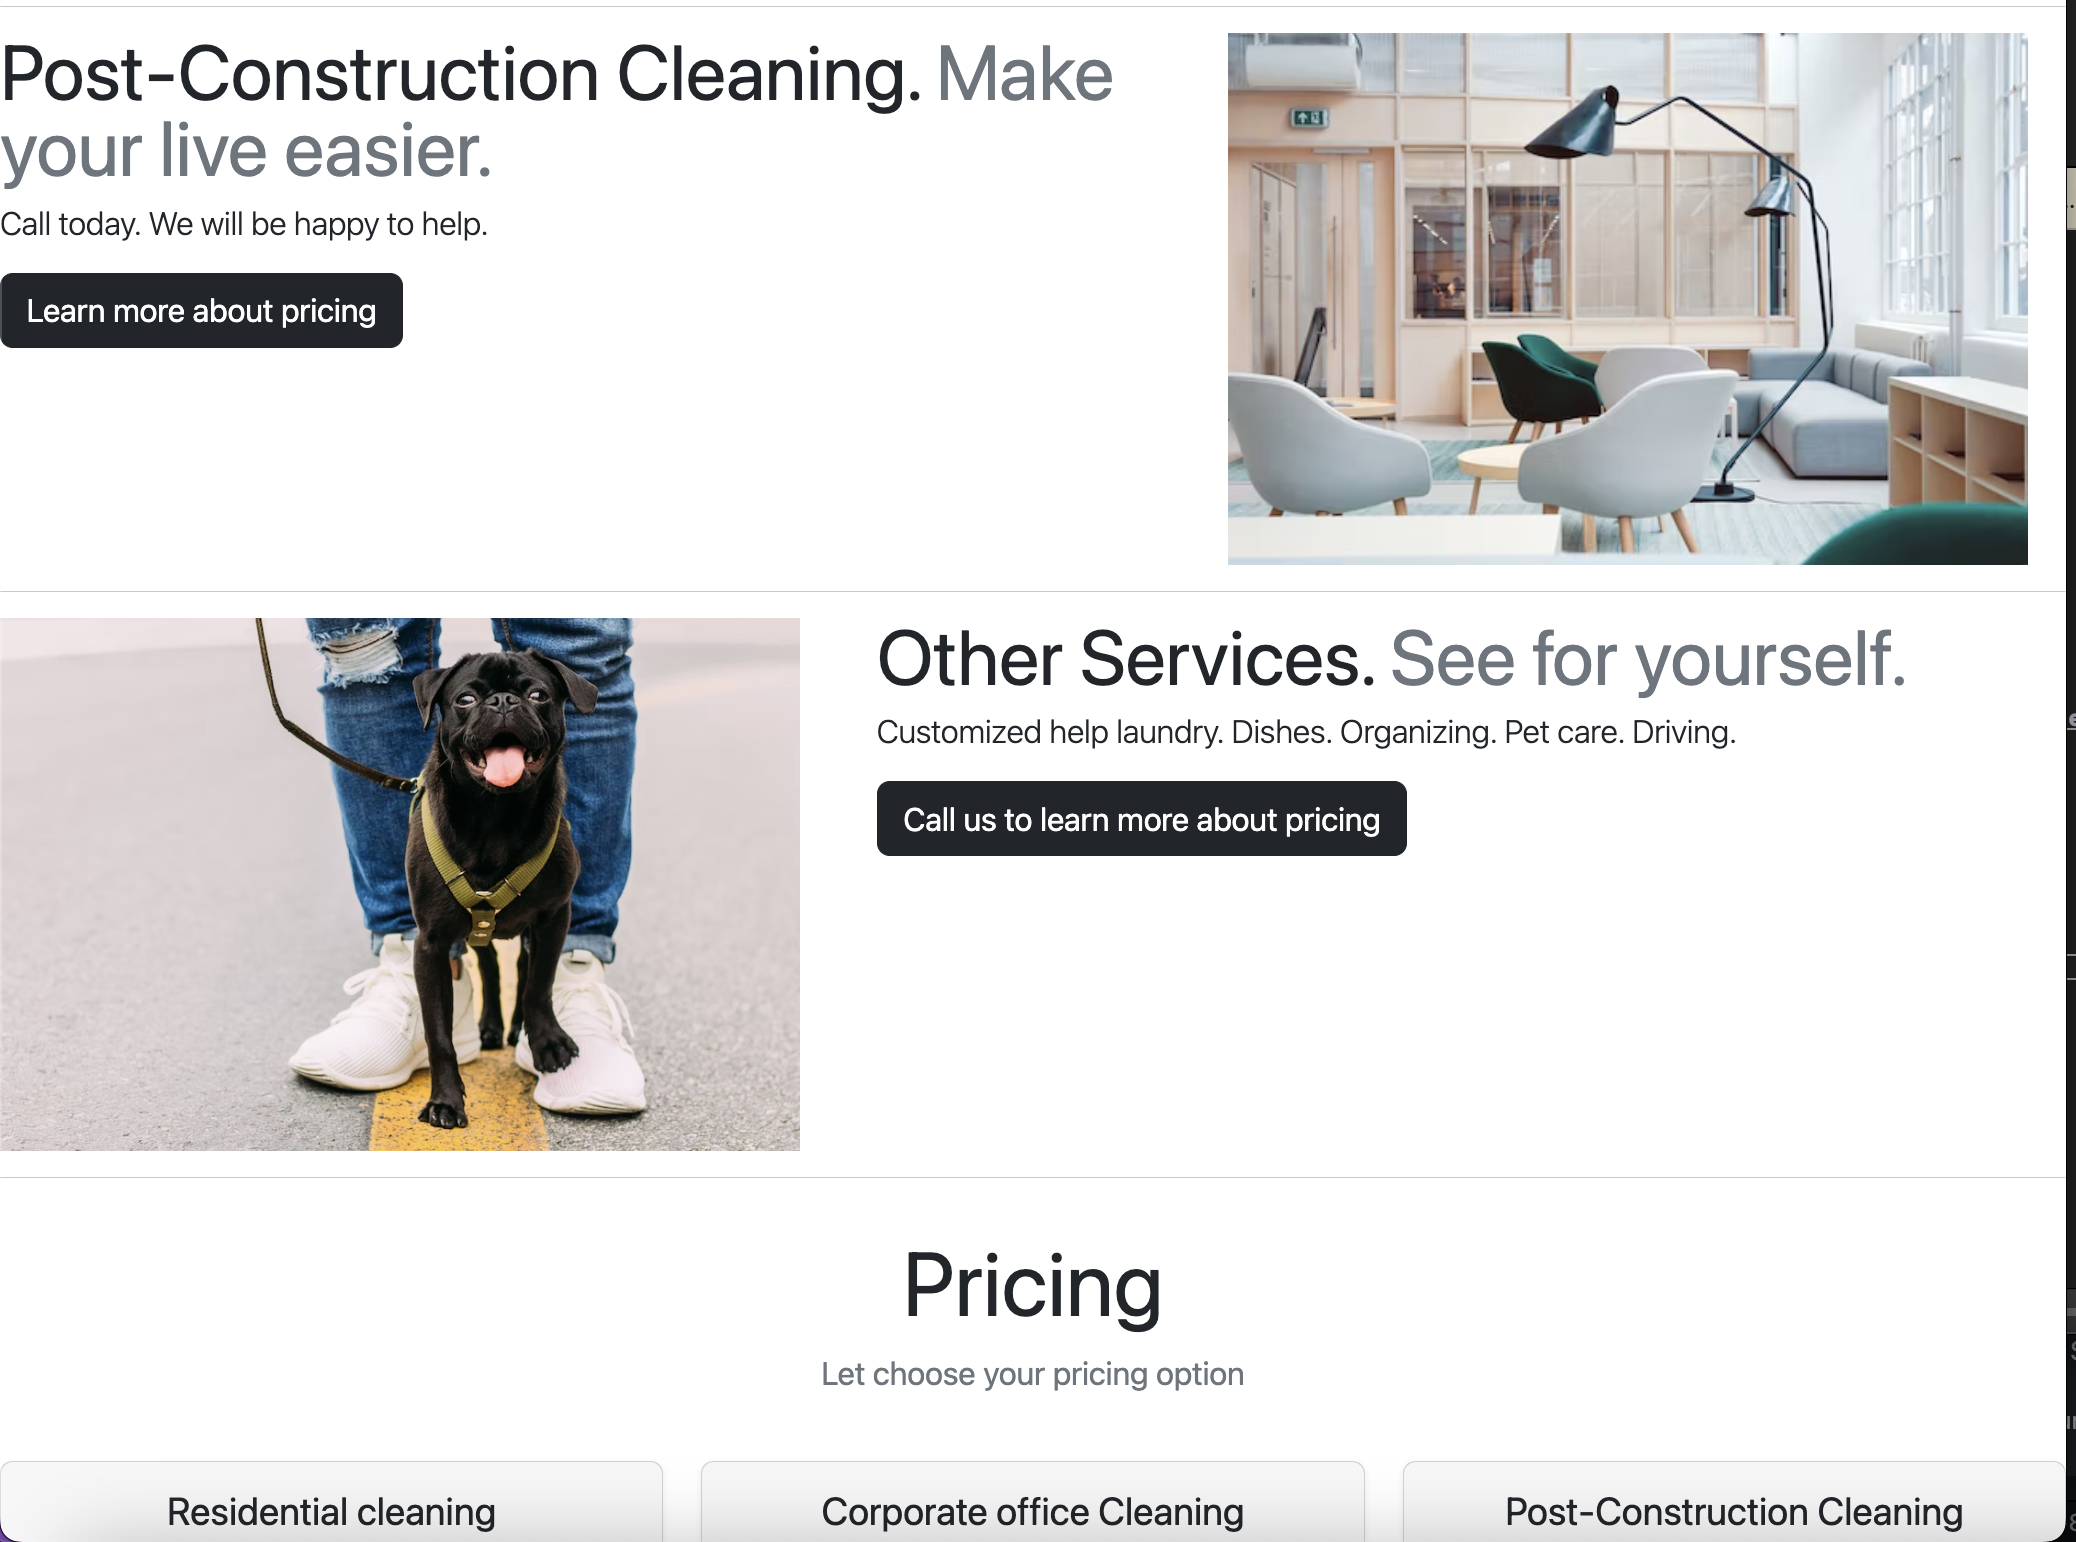 Post-Construction Cleaning. Make
your live easier.
Call today. We will be happy to help.
Learn more about pricing
Other Services. See for yourself.
Customized help laundry. Dishes. Organizing. Pet care. Driving.
Call us to learn more about pricing
Pricing
Let choose your pricing option
Residential cleaning
Corporate office Cleaning
Post-Construction Cleaning